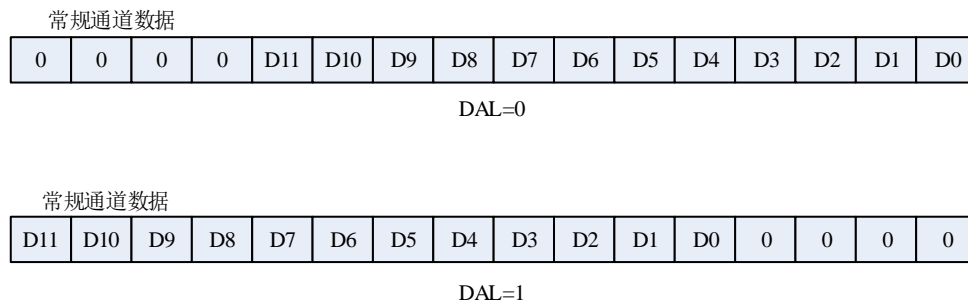 常规通道数据
0 0 0 0 D11 D10 D9 D8 D7 D6 D5 D4 D3 D2 D1 D0
DAL=0
常规通道数据
D11 D10 D9 D8 D7 D6 D5 D4 D3 D2 D1 D0 0 0 0 0
DAL=1